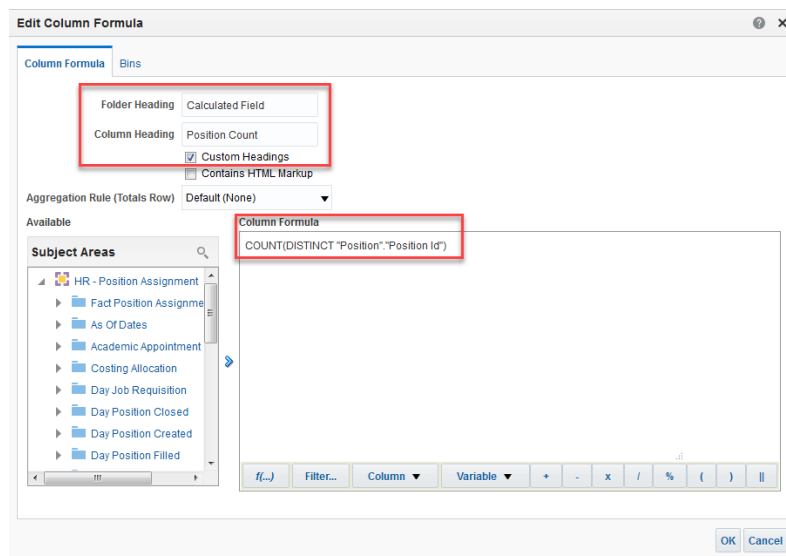 Edit Column Formula
Column Formula Bins
Folder Heading Calculated Field
Column Heading Position Count
Custom Headings
Contains HTML Markup
Aggregation Rule (Totals Row) Default (None)
Available
Column Formula
Subject Areas
COUNT(DISTINCT "Position"."Position Id")
HR - Position Assignment
Fact Position Assignme
As Of Dates
Academic Appointment
Costing Allocation
Day Job Requisition
Day Position Closed
Day Position Created
Day Position Filled
f(...) Filter... Column Variable + - x / % ( ) ||
OK Cancel